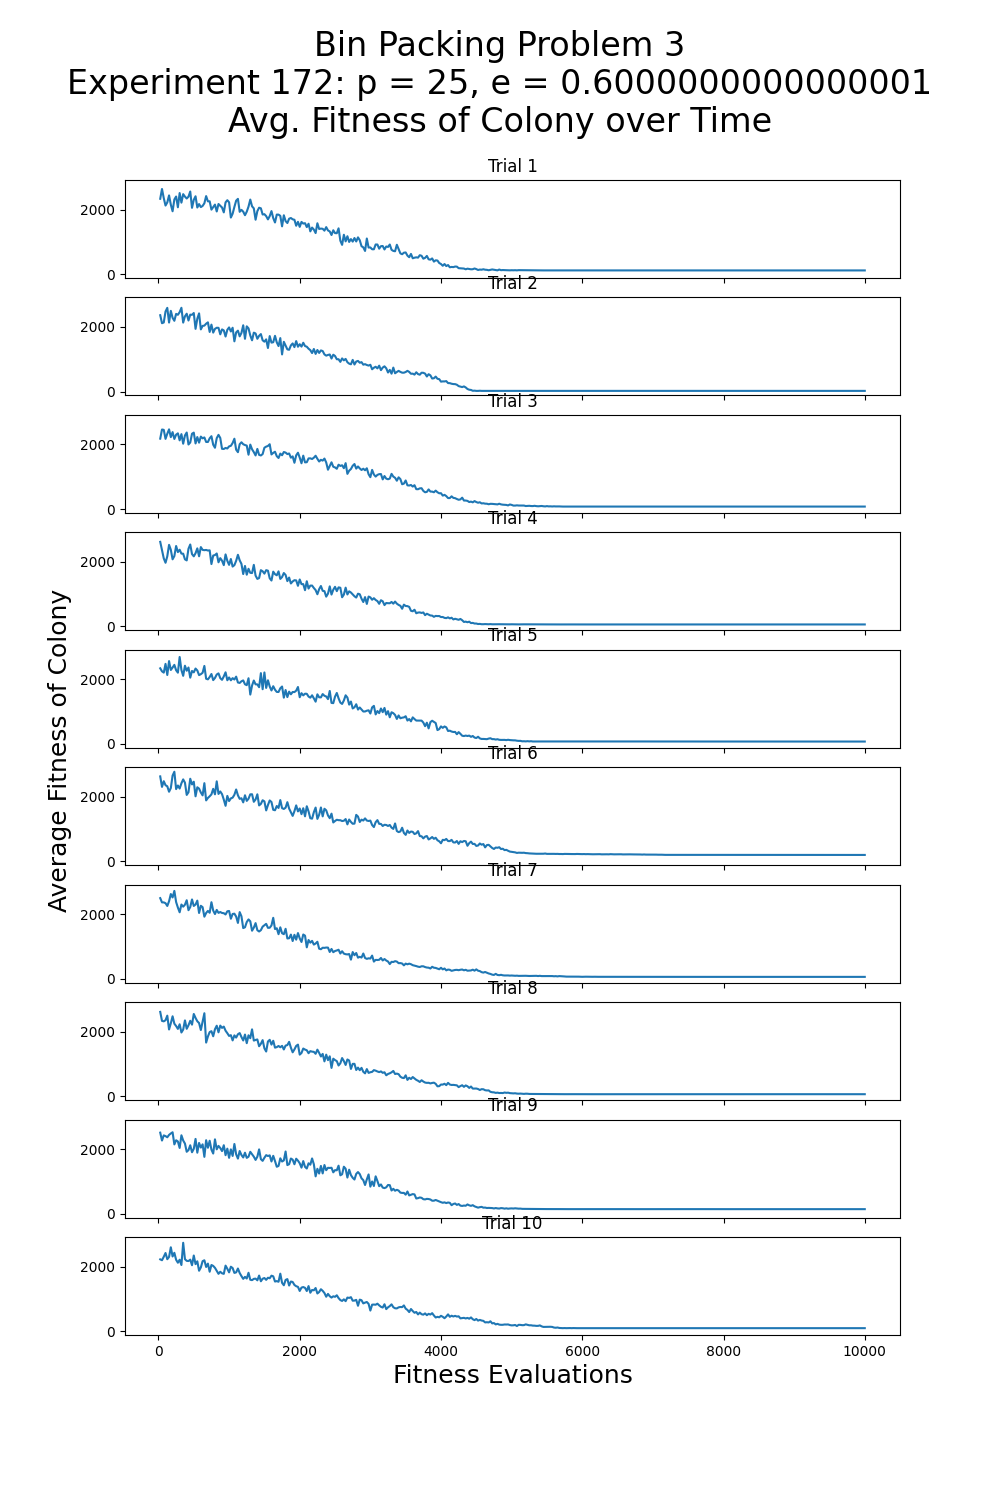 Bin Packing Problem 3
Experiment 172: p = 25, e = 0.6000000000000001
Avg. Fitness of Colony over Time
Trial 1
2000
0
Trial 2
2000
0
Trial 3
2000
0
Trial 4
2000
0
Trial 5
2000
0
Trial 6
2000
0
Trial 7
2000
0
Trial 8
2000
0
Trial 9
2000
0
Trial 10
2000
0
0 2000 4000 6000 8000 10000
Fitness Evaluations
Average Fitness of Colony